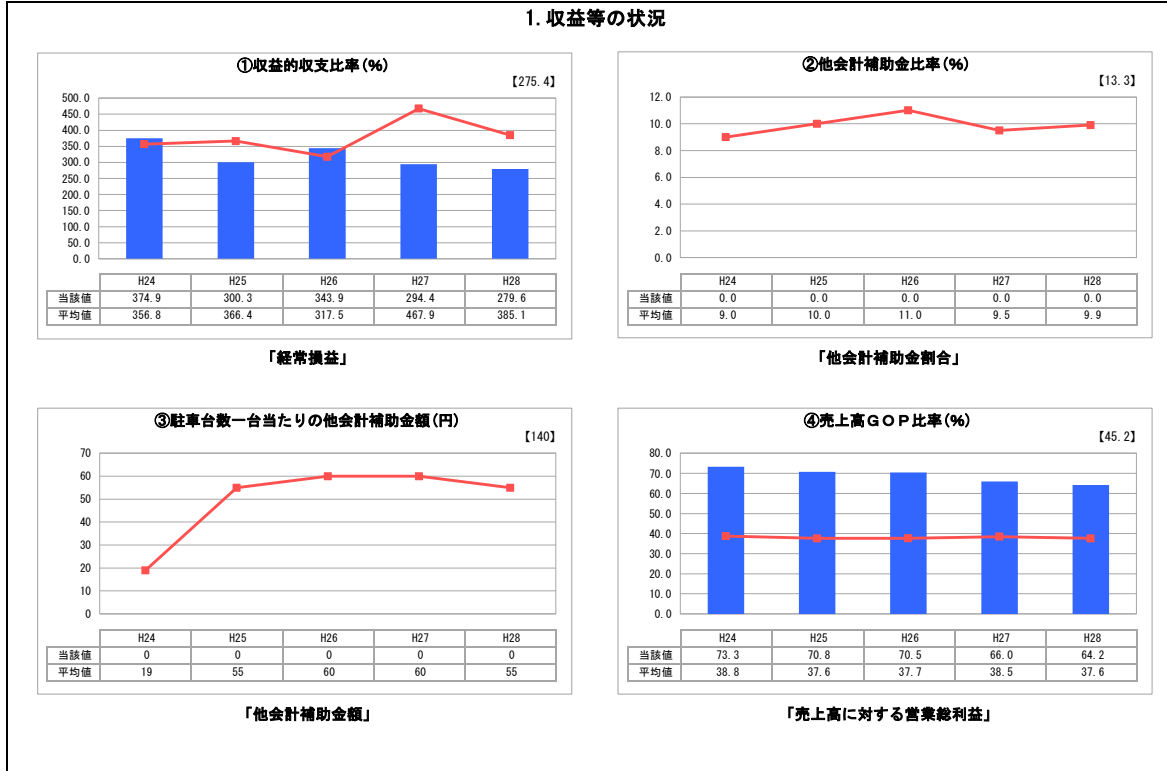 1. 収益等の状況
①収益的収支比率(%)
【275.4】
500.0
450.0
400.0
350.0
300.0
250.0
200.0
150.0
100.0
50.0
0.0
H24 H25 H26 H27 H28
当該値 374.9 300.3 343.9 294.4 279.6
平均値 356.8 366.4 317.5 467.9 385.1
「経常損益」
②他会計補助金比率(%)
【13.3】
12.0
10.0
8.0
6.0
4.0
2.0
0.0
H24 H25 H26 H27 H28
当該値 0.0 0.0 0.0 0.0 0.0
平均値 9.0 10.0 11.0 9.5 9.9
「他会計補助金割合」
③駐車台数一台当たりの他会計補助金額(円)
【140】
70
60
50
40
30
20
10
0
H24 H25 H26 H27 H28
当該値 0 0 0 0 0
平均値 19 55 60 60 55
「他会計補助金額」
④売上高GOP比率(%)
【45.2】
80.0
70.0
60.0
50.0
40.0
30.0
20.0
10.0
0.0
H24 H25 H26 H27 H28
当該値 73.3 70.8 70.5 66.0 64.2
平均値 38.8 37.6 37.7 38.5 37.6
「売上高に対する営業総利益」